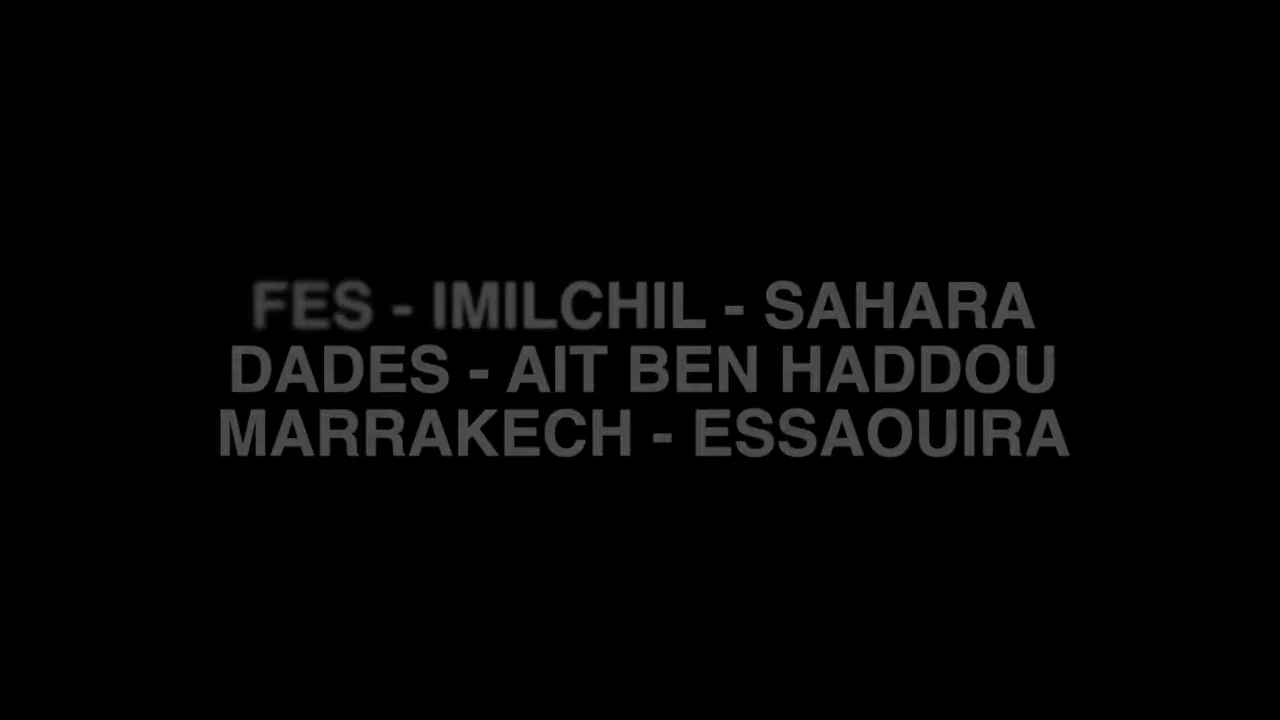 FES - IMILCHIL - SAHARA
DADES - AIT BEN HADDOU
MARRAKECH - ESSAOUIRA